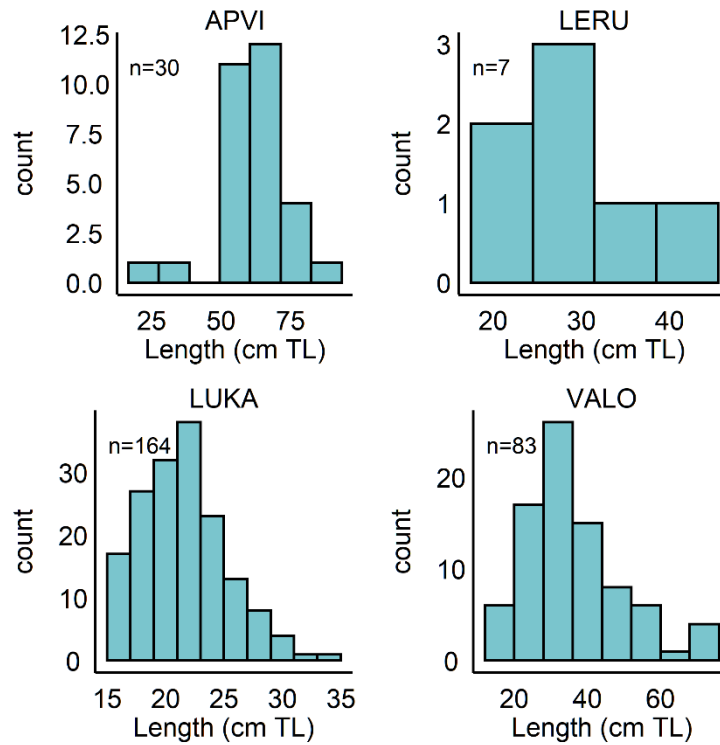 APVI
n=30
count
12.5
10.0
7.5
5.0
2.5
0.0
25 50 75
Length (cm TL)
LERU
n=7
count
3
2
1
0
20 30 40
Length (cm TL)
LUKA
n=164
count
30
20
10
0
15 20 25 30 35
Length (cm TL)
VALO
n=83
count
20
10
0
20 40 60
Length (cm TL)